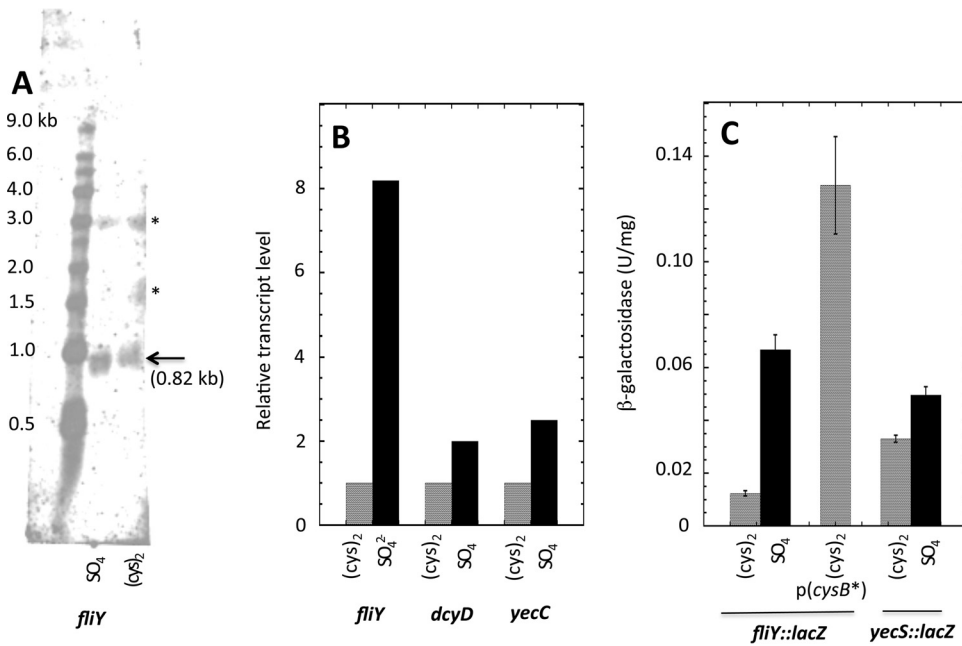 A
9.0 kb
6.0
4.0
3.0
*
2.0
1.5
*
1.0
(0.82 kb)
0.5
SO4 (cys)2
fliY
B
Relative transcript level
8
6
4
2
0
(cys)2 SO4 2- (cys)2 SO4 (cys)2 SO4
fliY dcyD yecC
C
β-galactosidase (U/mg)
0.14
0.10
0.06
0.02
0
(cys)2 SO4 (cys)2 (cys)2 SO4
p(cysB*)
fliY::lacZ yecS::lacZ